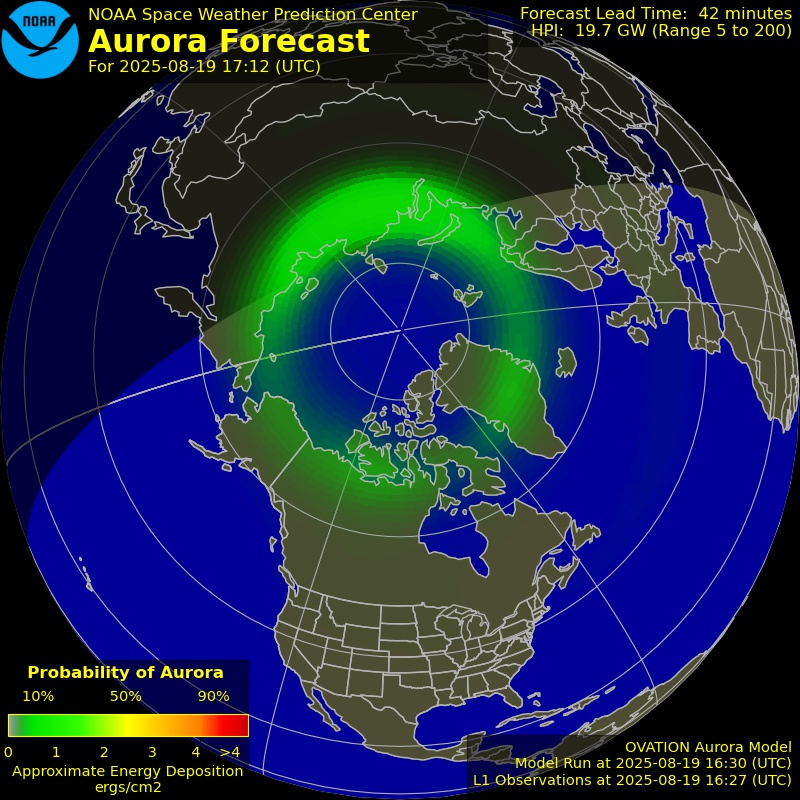 NOAA
NOAA Space Weather Prediction Center
Aurora Forecast
For 2025-08-19 17:12 (UTC)
Forecast Lead Time: 42 minutes
HPI: 19.7 GW (Range 5 to 200)
Probability of Aurora
10% 50% 90%
0 1 2 3 4 >4
Approximate Energy Deposition
ergs/cm2
OVATION Aurora Model
Model Run at 2025-08-19 16:30 (UTC)
L1 Observations at 2025-08-19 16:27 (UTC)